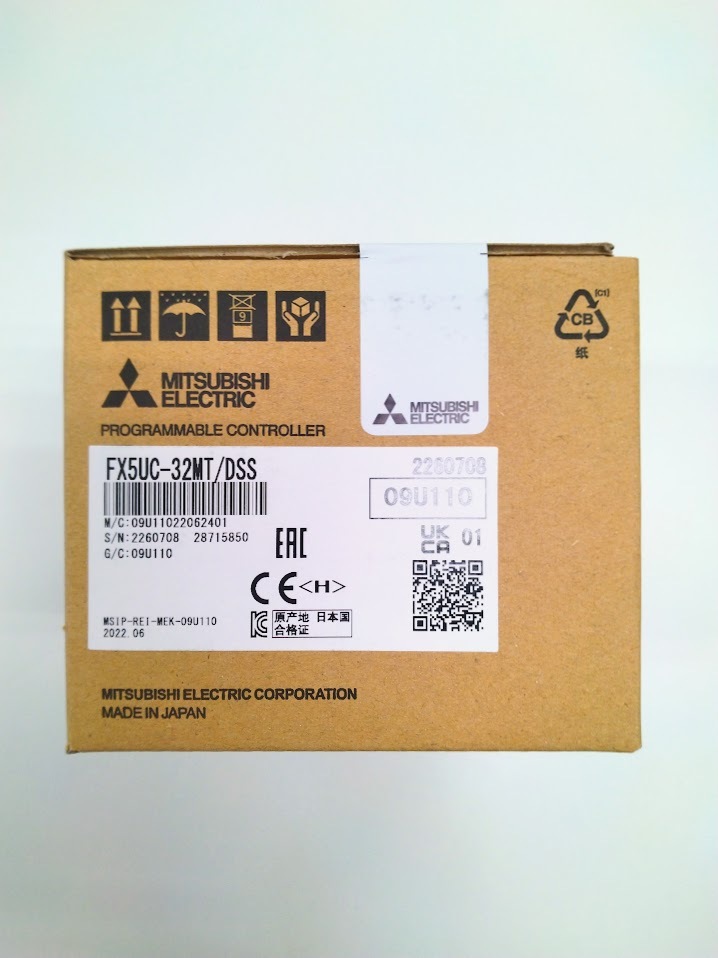 9
[C1]
CB
纸
MITSUBISHI
ELECTRIC
MITSUBISHI
ELECTRIC
PROGRAMMABLE CONTROLLER
FX5UC-32MT/DSS
2260708
09U110
M/C:09U11022062401
S/N:2260708 28715850
G/C:09U110
EAC
UK
CA 01
CE <H>
MSIP-REI-MEK-09U110
2022.06
KC
原产地 日本国
合格证
MITSUBISHI ELECTRIC CORPORATION
MADE IN JAPAN